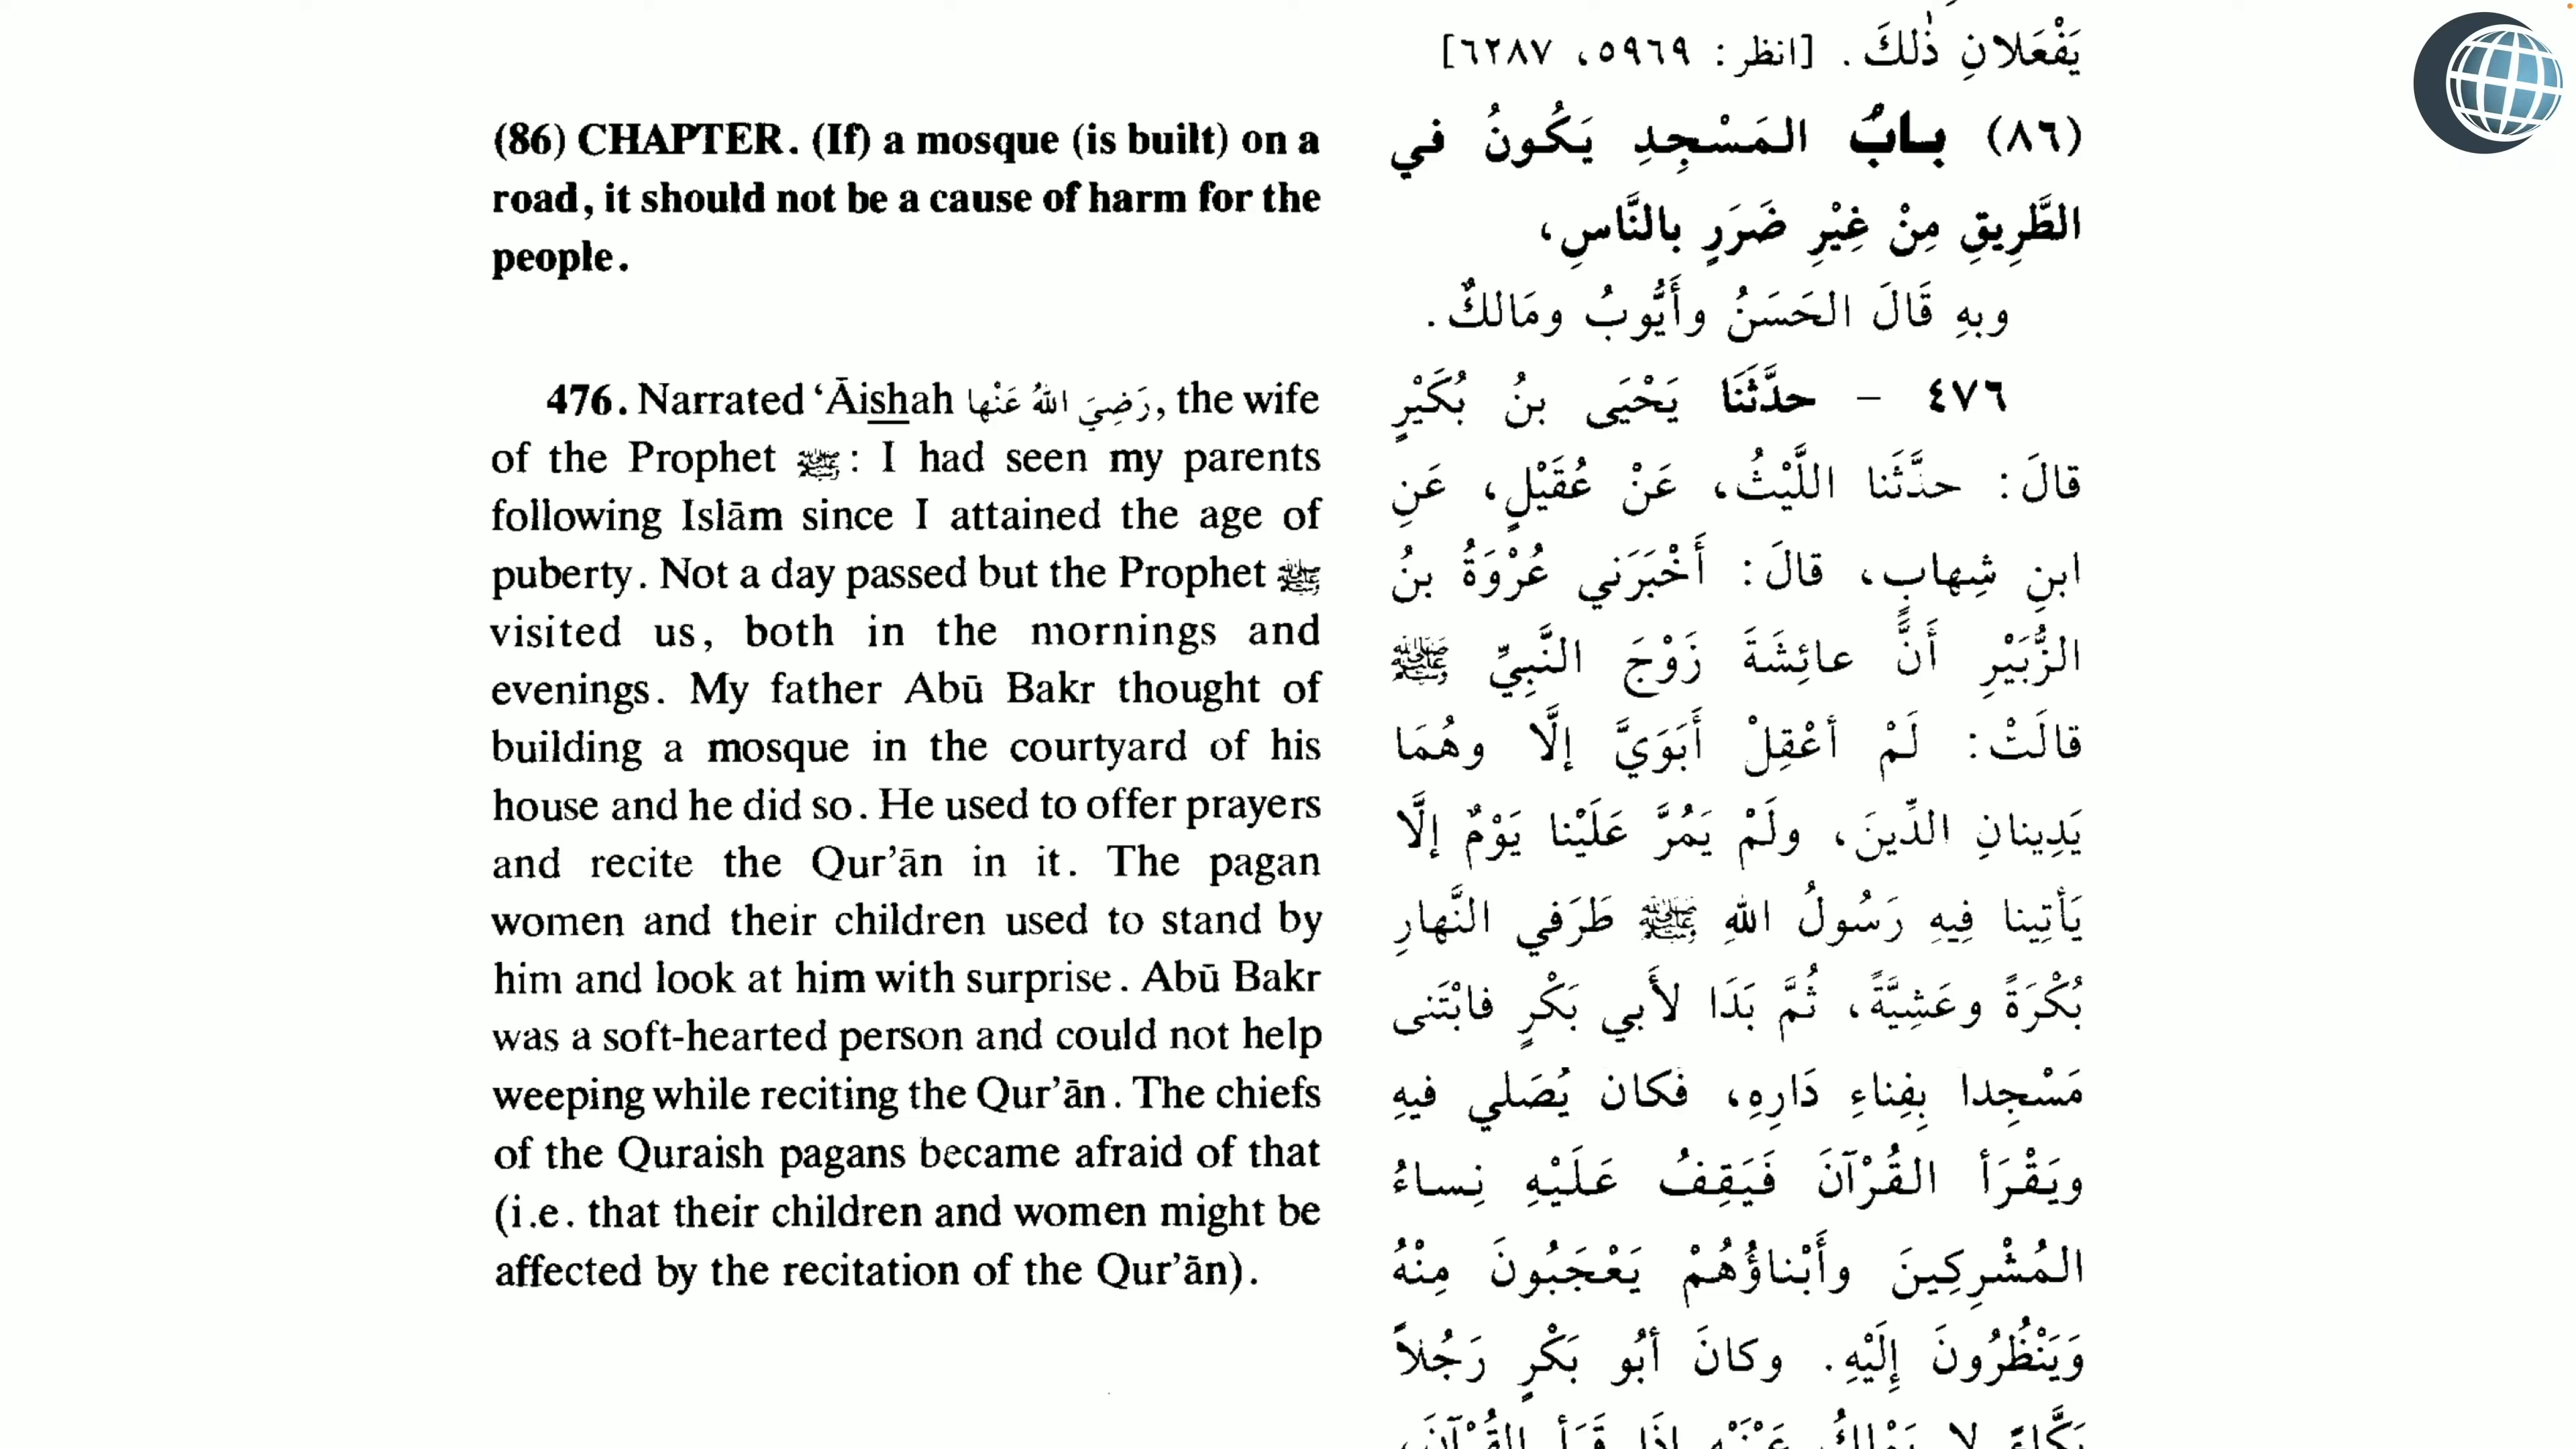 (86) CHAPTER. (If) a mosque (is built) on a
road, it should not be a cause of harm for the
people.
476. Narrated ‘Āishah رَضِيَ اللهُ عَنْها, the wife
of the Prophet ﷺ: I had seen my parents
following Islām since I attained the age of
puberty. Not a day passed but the Prophet ﷺ
visited us, both in the mornings and
evenings. My father Abū Bakr thought of
building a mosque in the courtyard of his
house and he did so. He used to offer prayers
and recite the Qur’ān in it. The pagan
women and their children used to stand by
him and look at him with surprise. Abū Bakr
was a soft-hearted person and could not help
weeping while reciting the Qur’ān. The chiefs
of the Quraish pagans became afraid of that
(i.e. that their children and women might be
affected by the recitation of the Qur’ān).
يَفْعَلانِ ذٰلكَ. [انظر: ٥٩٦٩، ٦٢٨٧]
(٨٦) بابُ المَسْجِدِ يَكُونُ في
الطَّرِيقِ مِنْ غِيْرِ ضَرَرٍ بالنَّاسِ،
وبهِ قَالَ الحَسَنُ وأَيُّوبُ ومَالكٌ.
٤٧٦ - حدَّثَنَا يَحْيَى بنُ بُكَيْرٍ
قالَ: حدَّثَنا اللَّيْثُ، عَنْ عُقَيْلٍ، عَنِ
ابنِ شِهابٍ، قالَ: أَخْبَرَني عُرْوَةُ بنُ
الزُّبَيْرِ أَنَّ عائِشَةَ زَوْجَ النَّبِيِّ ﷺ
قالَتْ: لَمْ أعْقِلْ أَبَوَيَّ إلَّا وهُمَا
يَدِينانِ الدِّينَ، ولَمْ يَمُرَّ عَلَيْنا يَوْمٌ إلَّا
يَأتِينا فِيهِ رَسُولُ اللهِ ﷺ طَرَفي النَّهارِ
بُكْرَةً وعَشِيَّةً، ثُمَّ بَدَا لأَبي بَكْرٍ فابْتَنى
مَسْجِدا بِفِناءِ دَارِهِ، فَكان يُصَلي فيهِ
ويَقْرَأ القُرْآنَ فَيَقِفُ عَلَيْهِ نِساءُ
المُشْرِكِينَ وأَبْناؤُهُمْ يَعْجَبُونَ مِنْهُ
وَيَنْظُرُونَ إِلَيْهِ. وكانَ أبُو بَكْرٍ رَجُلاً